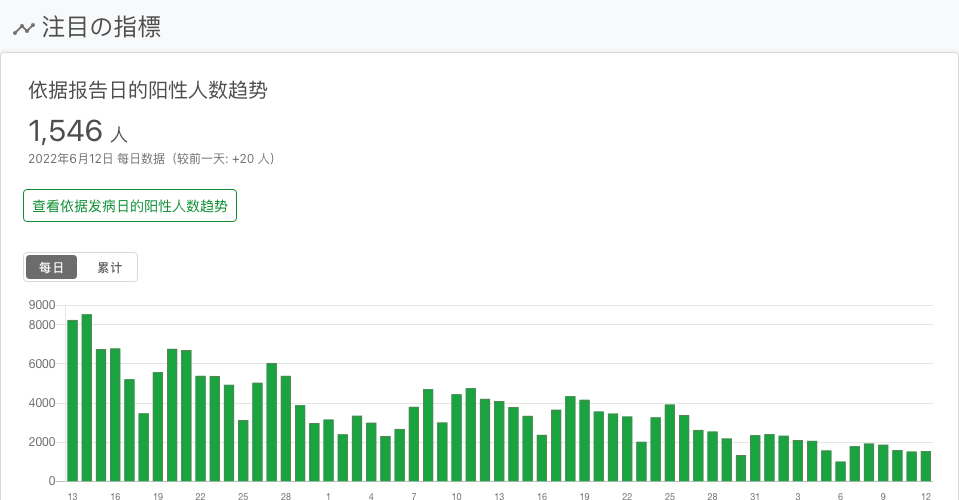 注目の指標
依据报告日的阳性人数趋势
1,546 人
2022年6月12日 每日数据（较前一天: +20 人）
查看依据发病日的阳性人数趋势
每日 累计
9000
8000
6000
4000
2000
0
13 16 19 22 25 28 1 4 7 10 13 16 19 22 25 28 31 3 6 9 12